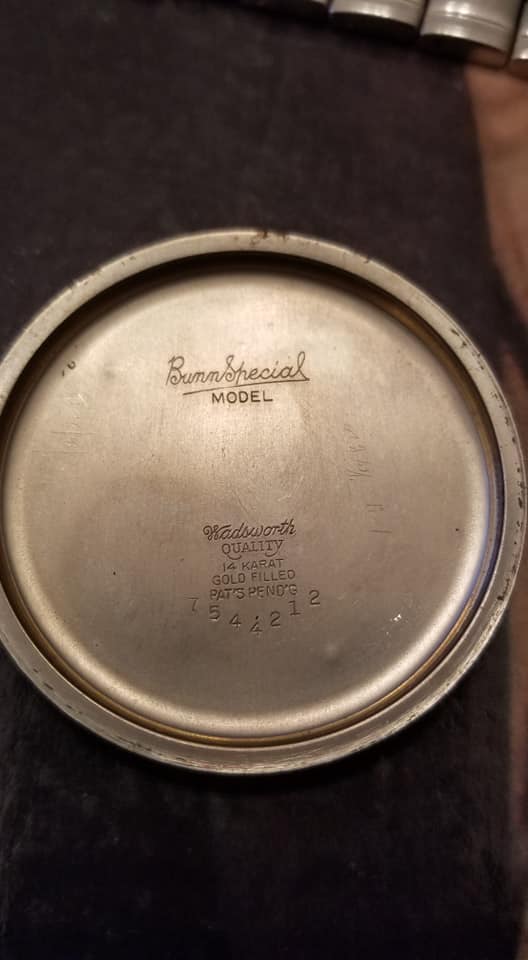 Bunn Special
MODEL
Wadsworth
QUALITY
14 KARAT
GOLD FILLED
PAT'S PEND'G
7544212